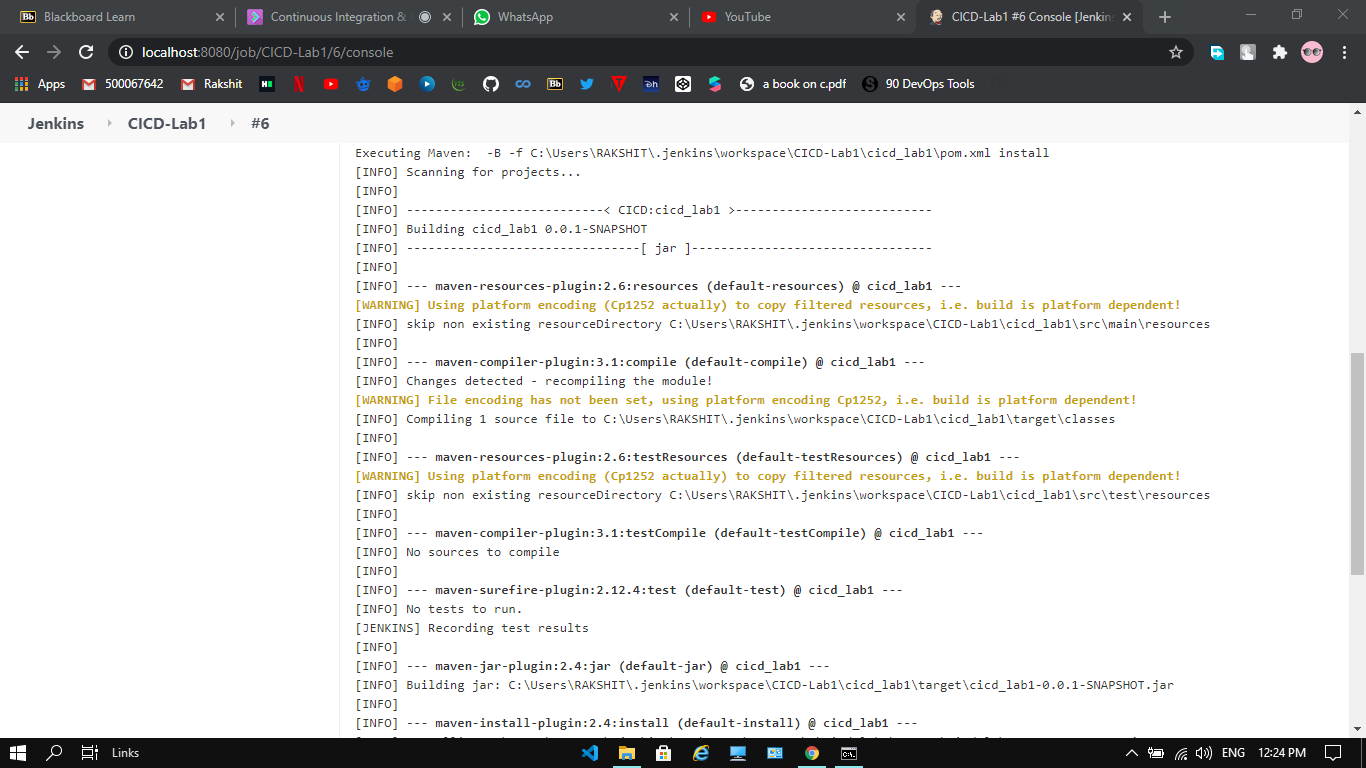 Bb Blackboard Learn
Continuous Integration &
WhatsApp
YouTube
CICD-Lab1 #6 Console [Jenkins
localhost:8080/job/CICD-Lab1/6/console
Apps
500067642
Rakshit
Bb
a book on c.pdf
90 DevOps Tools
Jenkins
CICD-Lab1
#6
Executing Maven:  -B -f C:\Users\RAKSHIT\.jenkins\workspace\CICD-Lab1\cicd_lab1\pom.xml install
[INFO] Scanning for projects...
[INFO]
[INFO] ---------------------------< CICD:cicd_lab1 >---------------------------
[INFO] Building cicd_lab1 0.0.1-SNAPSHOT
[INFO] --------------------------------[ jar ]---------------------------------
[INFO]
[INFO] --- maven-resources-plugin:2.6:resources (default-resources) @ cicd_lab1 ---
[WARNING] Using platform encoding (Cp1252 actually) to copy filtered resources, i.e. build is platform dependent!
[INFO] skip non existing resourceDirectory C:\Users\RAKSHIT\.jenkins\workspace\CICD-Lab1\cicd_lab1\src\main\resources
[INFO]
[INFO] --- maven-compiler-plugin:3.1:compile (default-compile) @ cicd_lab1 ---
[INFO] Changes detected - recompiling the module!
[WARNING] File encoding has not been set, using platform encoding Cp1252, i.e. build is platform dependent!
[INFO] Compiling 1 source file to C:\Users\RAKSHIT\.jenkins\workspace\CICD-Lab1\cicd_lab1\target\classes
[INFO]
[INFO] --- maven-resources-plugin:2.6:testResources (default-testResources) @ cicd_lab1 ---
[WARNING] Using platform encoding (Cp1252 actually) to copy filtered resources, i.e. build is platform dependent!
[INFO] skip non existing resourceDirectory C:\Users\RAKSHIT\.jenkins\workspace\CICD-Lab1\cicd_lab1\src\test\resources
[INFO]
[INFO] --- maven-compiler-plugin:3.1:testCompile (default-testCompile) @ cicd_lab1 ---
[INFO] No sources to compile
[INFO]
[INFO] --- maven-surefire-plugin:2.12.4:test (default-test) @ cicd_lab1 ---
[INFO] No tests to run.
[JENKINS] Recording test results
[INFO]
[INFO] --- maven-jar-plugin:2.4:jar (default-jar) @ cicd_lab1 ---
[INFO] Building jar: C:\Users\RAKSHIT\.jenkins\workspace\CICD-Lab1\cicd_lab1\target\cicd_lab1-0.0.1-SNAPSHOT.jar
[INFO]
[INFO] --- maven-install-plugin:2.4:install (default-install) @ cicd_lab1 ---
Links
ENG
12:24 PM